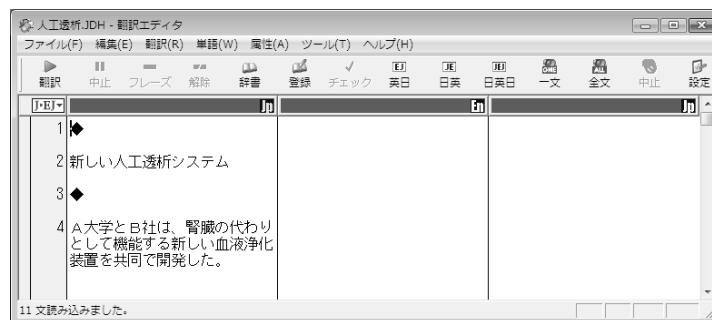 人工透析.JDH - 翻訳エディタ
ファイル(F) 編集(E) 翻訳(R) 単語(W) 属性(A) ツール(T) ヘルプ(H)
翻訳 中止 フレーズ 解除 辞書 登録 チェック 英日 日英 日英日 一文 全文 中止 設定
J・EJ
1 ◆
2 新しい人工透析システム
3 ◆
4 A大学とB社は、腎臓の代わり
として機能する新しい血液浄化
装置を共同で開発した。
11 文読み込みました。